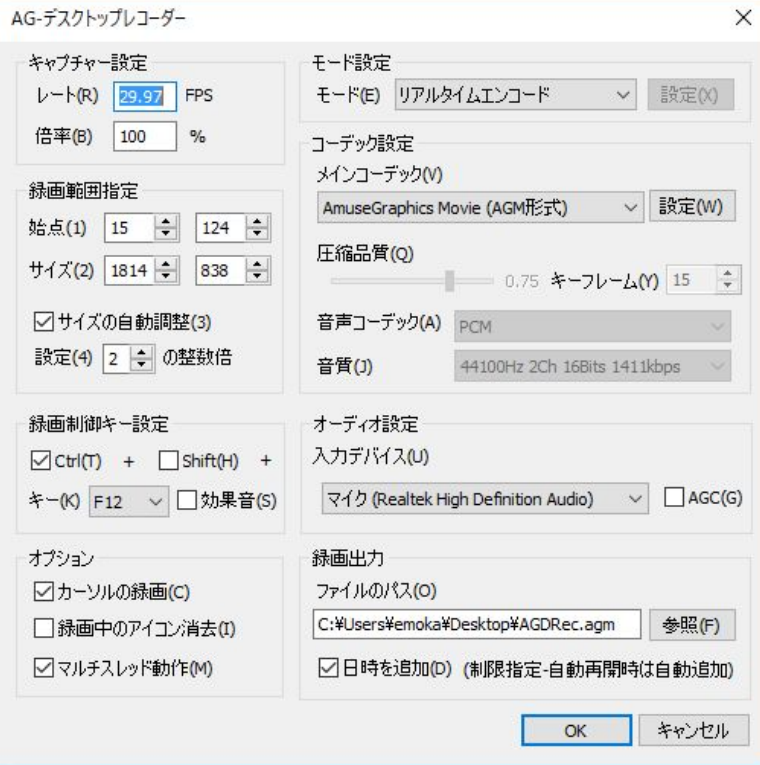 AG-デスクトップレコーダー
キャプチャー設定
レート(R) 29.97 FPS
倍率(B) 100 %
録画範囲指定
始点(1) 15 124
サイズ(2) 1814 838
サイズの自動調整(3)
設定(4) 2 の整数倍
録画制御キー設定
Ctrl(T) + Shift(H) +
キー(K) F12 効果音(S)
オプション
カーソルの録画(C)
録画中のアイコン消去(I)
マルチスレッド動作(M)
モード設定
モード(E) リアルタイムエンコード 設定(X)
コーデック設定
メインコーデック(V)
AmuseGraphics Movie (AGM形式) 設定(W)
圧縮品質(Q)
0.75 キーフレーム(Y) 15
音声コーデック(A) PCM
音質(J) 44100Hz 2Ch 16Bits 1411kbps
オーディオ設定
入力デバイス(U)
マイク (Realtek High Definition Audio) AGC(G)
録画出力
ファイルのパス(O)
C:¥Users¥emoka¥Desktop¥AGDRec.agm 参照(F)
日時を追加(D) (制限指定-自動再開時は自動追加)
OK キャンセル